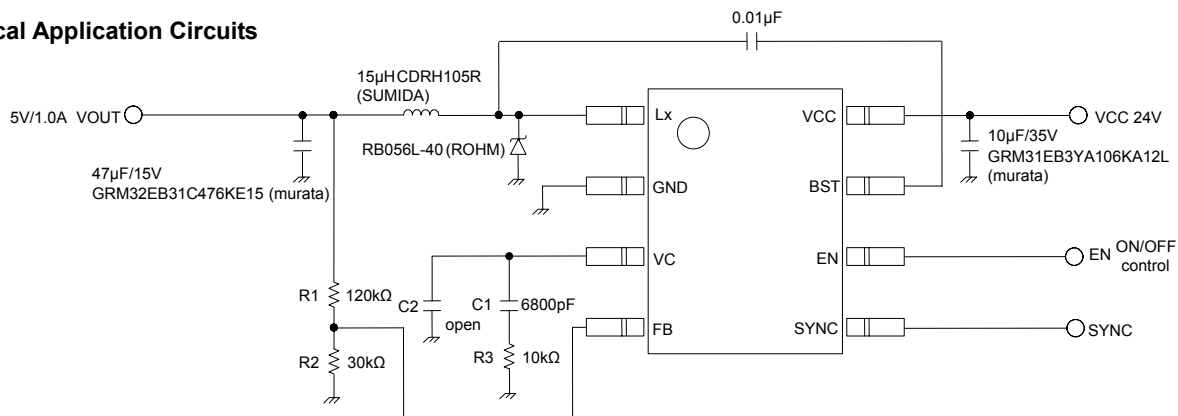 cal Application Circuits
0.01µF
15µH CDRH105R
(SUMIDA)
5V/1.0A VOUT
Lx
VCC
VCC 24V
RB056L-40 (ROHM)
10µF/35V
GRM31EB3YA106KA12L
(murata)
47µF/15V
GRM32EB31C476KE15 (murata)
GND
BST
VC
EN
EN ON/OFF
control
R1 120kΩ
C2
open
C1 6800pF
FB
SYNC
SYNC
R2 30kΩ
R3 10kΩ